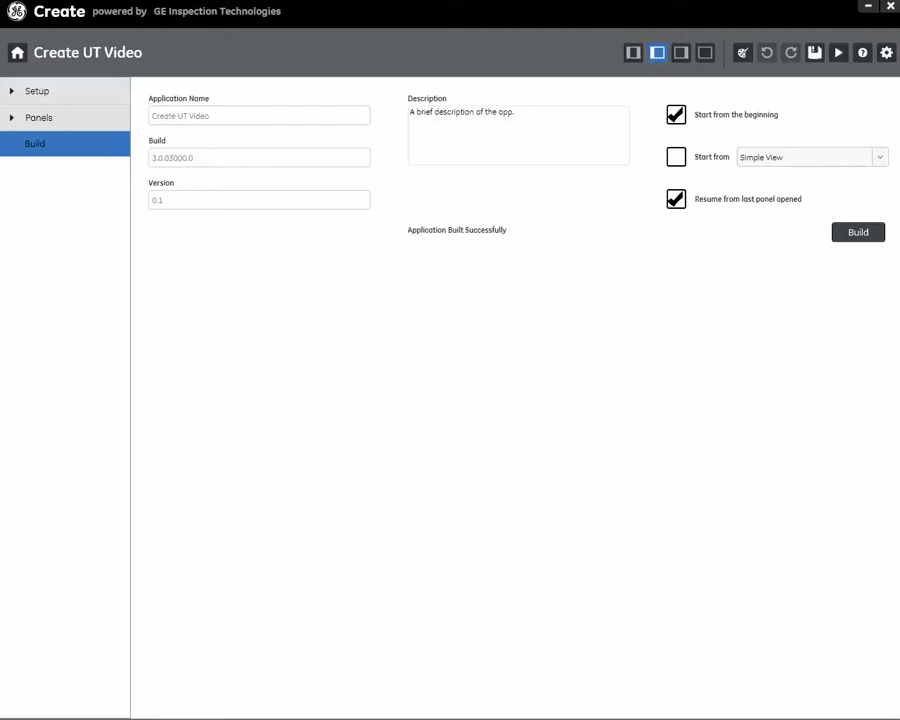 Create powered by GE Inspection Technologies
Create UT Video
Setup
Panels
Build
Application Name
Create UT Video
Build
3.0.03000.0
Version
0.1
Description
A brief description of the app.
Application Built Successfully
Start from the beginning
Start from
Simple View
Resume from last panel opened
Build